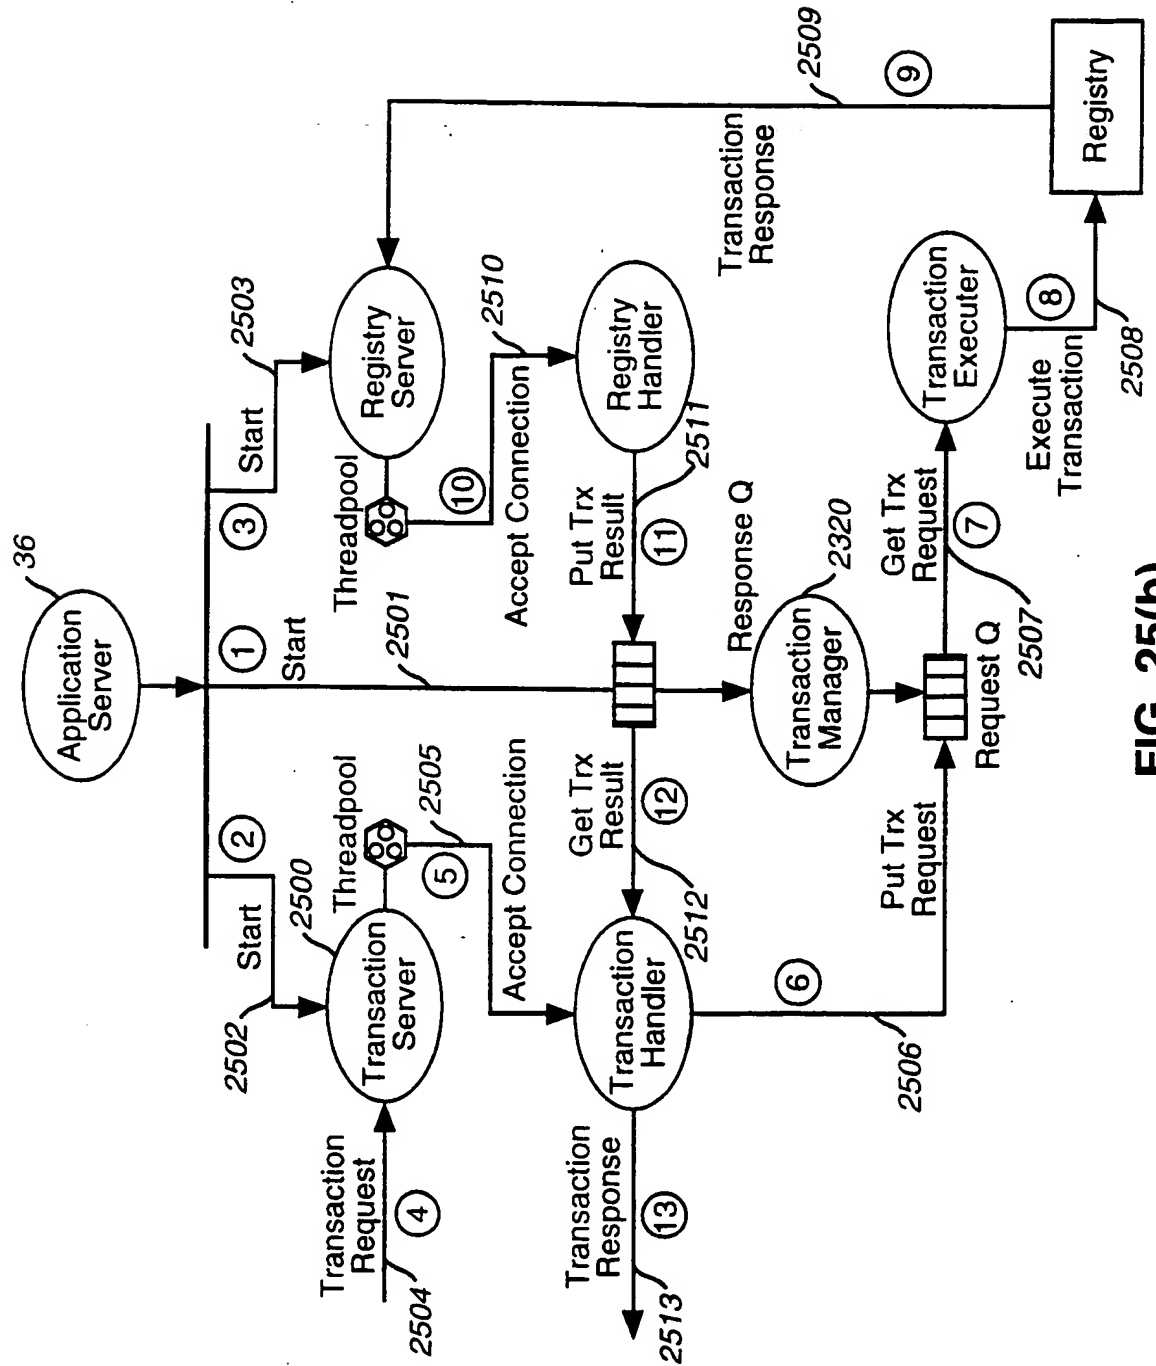 Application
Server
36
2
1
3
Start
Start
Start
2502
2501
2503
Transaction
Request
4
2504
Transaction
Server
2500
Threadpool
5
2505
Accept Connection
Threadpool
Registry
Server
10
Accept Connection
2510
Transaction
Response
9
2509
Transaction
Response
13
2513
Transaction
Handler
Get Trx
Result
12
2512
Put Trx
Result
11
2511
Registry
Handler
Response Q
Transaction
Manager
2320
6
2506
Put Trx
Request
Request Q
Get Trx
Request
7
2507
Transaction
Executer
8
Execute
Transaction
2508
Registry
FIG. 25(b)